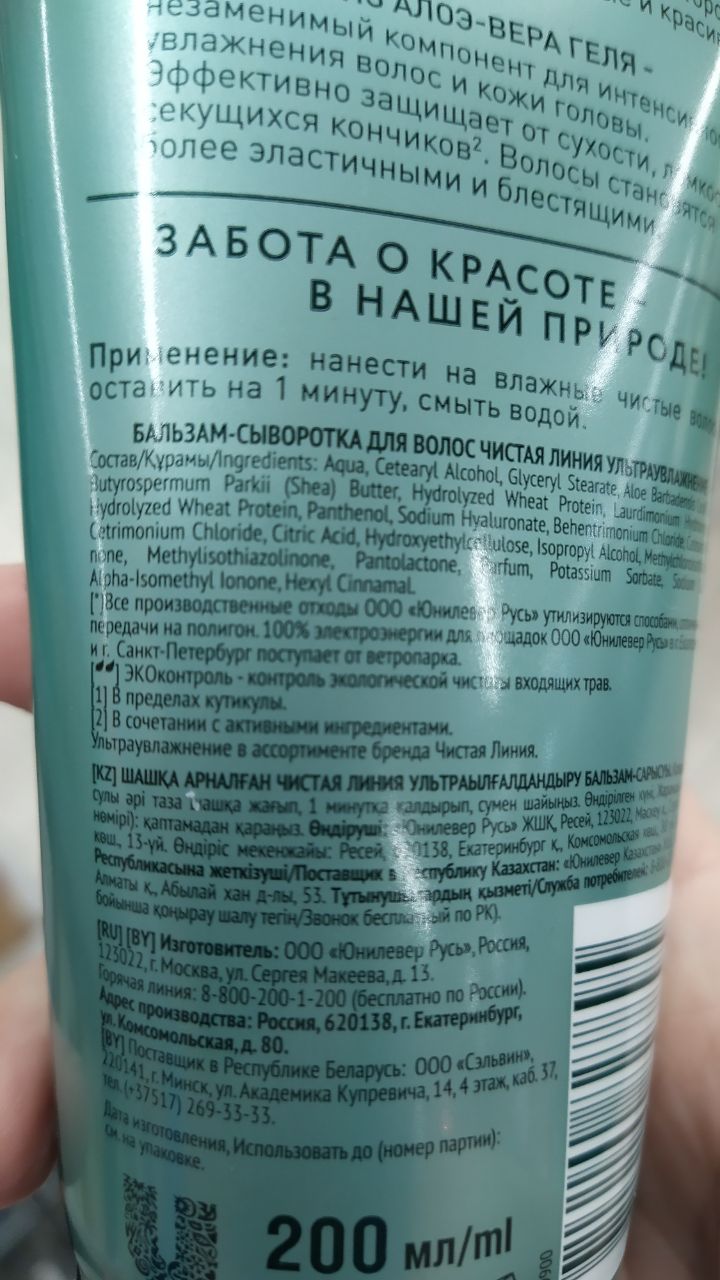 АЛОЭ-ВЕРА ГЕЛЯ -
незаменимый компонент для
увлажнения волос и кожи головы.
Эффективно защищает от сухости,
секущихся кончиков². Волосы становятся
более эластичными и блестящими
ЗАБОТА О КРАСОТЕ -
В НАШЕЙ ПРИРОДЕ!
Применение: нанести на влажные чистые
оставить на 1 минуту, смыть водой.
БАЛЬЗАМ-СЫВОРОТКА ДЛЯ ВОЛОС ЧИСТАЯ ЛИНИЯ УЛЬТРАУВЛАЖНЕНИЕ
Состав/Құрамы/Ingredients: Aqua, Cetearyl Alcohol, Glyceryl Stearate, Aloe Barbadensis
Butyrospermum Parkii (Shea) Butter, Hydrolyzed Wheat Protein, Laurdimonium
Hydrolyzed Wheat Protein, Panthenol, Sodium Hyaluronate, Behentrimonium Chloride,
Cetrimonium Chloride, Citric Acid, Hydroxyethylcellulose, Isopropyl Alcohol,
none, Methylisothiazolinone, Pantolactone, Parfum, Potassium Sorbate, Sodium
Alpha-Isomethyl Ionone, Hexyl Cinnamal.
[*]Все производственные отходы ООО «Юнилевер Русь» утилизируются способами,
передачи на полигон. 100% электроэнергии для площадок ООО «Юнилевер Русь» в г.
и г. Санкт-Петербург поступает от ветропарка.
ЭКОконтроль - контроль экологической чистоты входящих трав.
[1] В пределах кутикулы.
[2] В сочетании с активными ингредиентами.
Ультраувлажнение в ассортименте бренда Чистая Линия.
[KZ] ШАШҚА АРНАЛҒАН ЧИСТАЯ ЛИНИЯ УЛЬТРАЫЛҒАЛДАНДЫРУ БАЛЬЗАМ-САРЫСУЫ.
сулы әрі таза шашқа жағып, 1 минутқа қалдырып, сумен шайыңыз. Өндірілген күні,
нөмірі): қаптамадан қараңыз. Өндіруші: «Юнилевер Русь» ЖШҚ, Ресей, 123022, Мәскеу қ.,
көш., 13-үй. Өндіріс мекенжайы: Ресей, 620138, Екатеринбург қ., Комсомольская көш.,
Республикасына жеткізуші/Поставщик в Республику Казахстан: «Юнилевер Казахстан»
Алматы қ., Абылай хан д-лы, 53. Тұтынушылардың қызметі/Служба потребителей:
бойынша қоңырау шалу тегін/Звонок бесплатный по РК).
[RU] [BY] Изготовитель: ООО «Юнилевер Русь», Россия,
123022, г. Москва, ул. Сергея Макеева, д. 13.
Горячая линия: 8-800-200-1-200 (бесплатно по России).
Адрес производства: Россия, 620138, г. Екатеринбург,
ул. Комсомольская, д. 80.
[BY] Поставщик в Республике Беларусь: ООО «Сэльвин»,
220141, г. Минск, ул. Академика Купревича, 14, 4 этаж, каб. 37,
тел. (+37517) 269-33-33.
Дата изготовления, Использовать до (номер партии):
см. на упаковке.
200 мл/ml